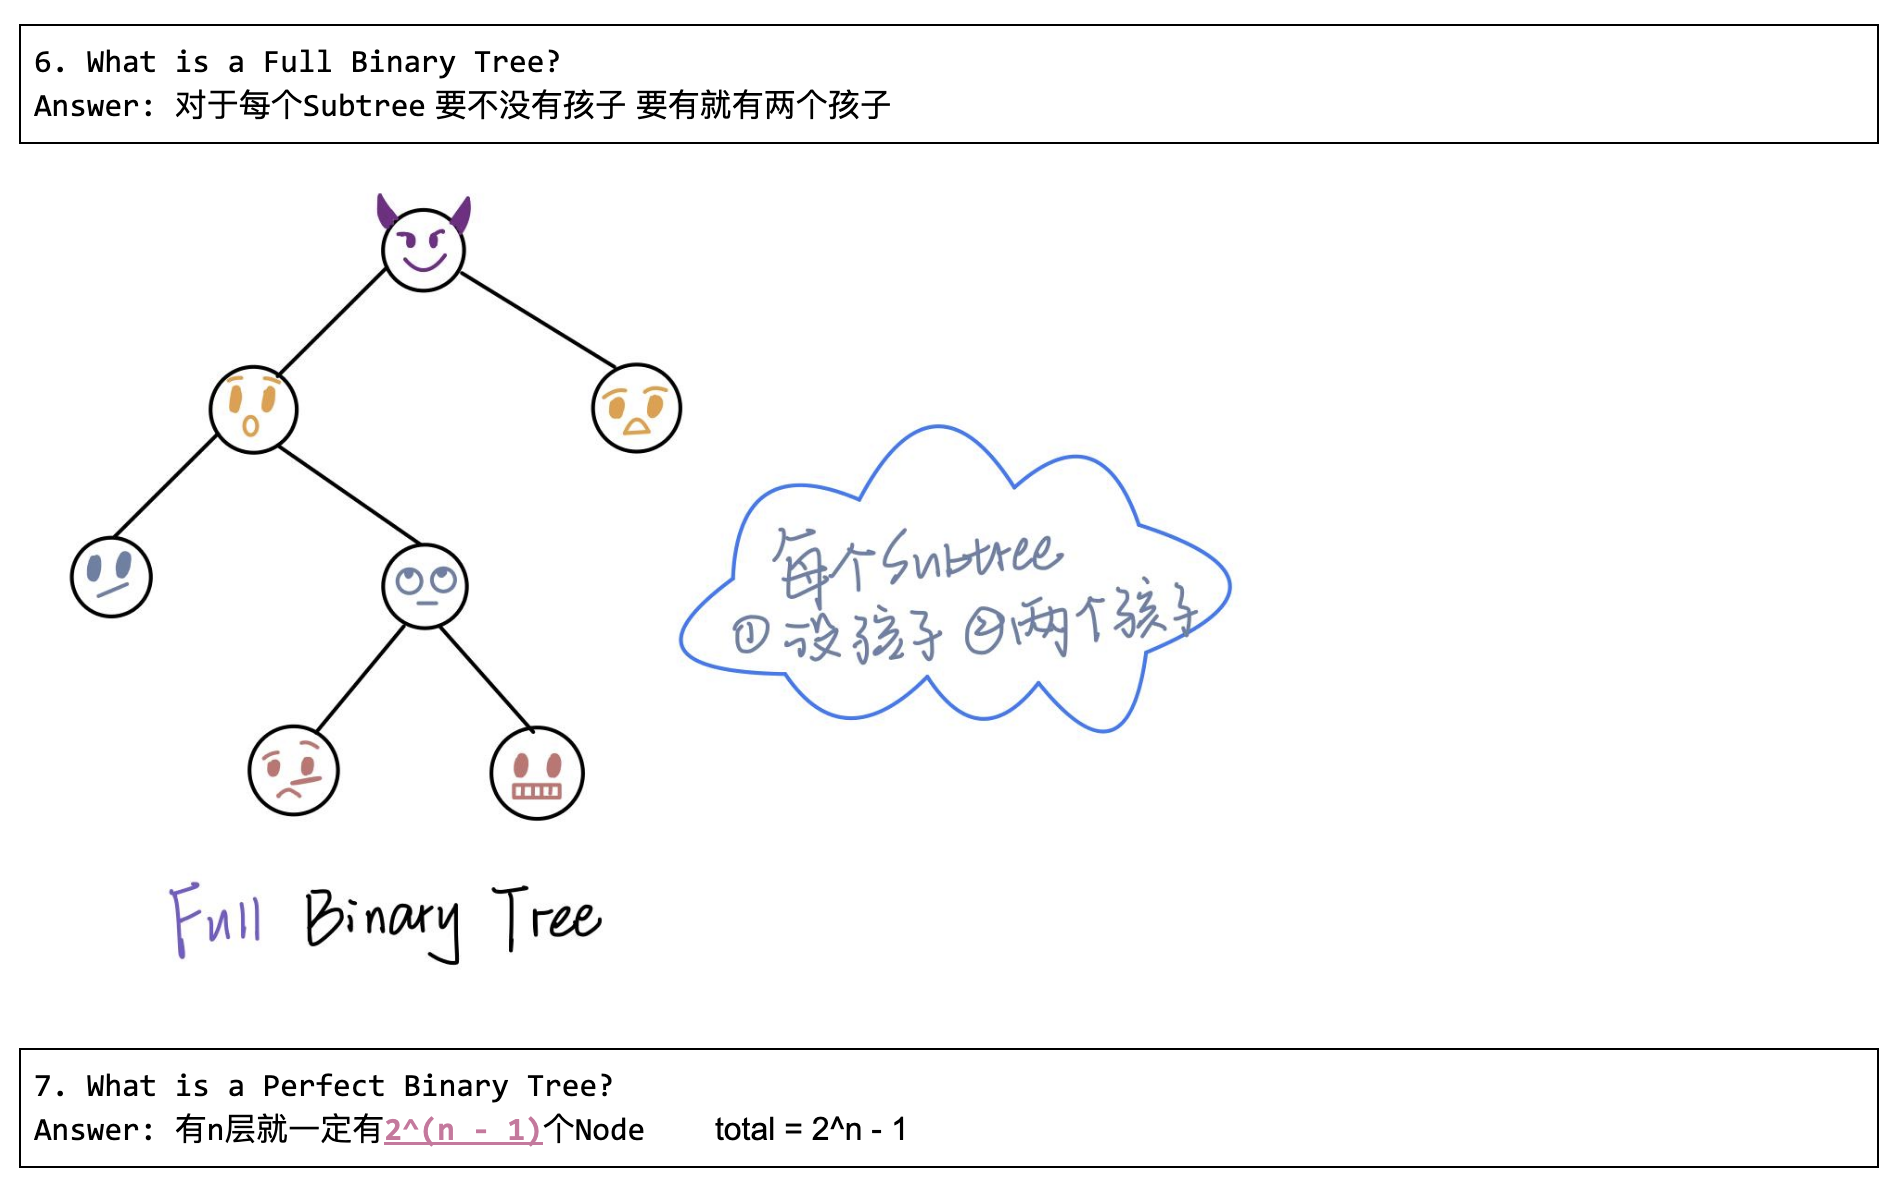 6. What is a Full Binary Tree?
Answer: 对于每个Subtree 要不没有孩子 要有就有两个孩子
每个Subtree
① 没孩子 ②两个孩子
Full Binary Tree
7. What is a Perfect Binary Tree?
Answer: 有n层就一定有2^(n - 1)个Node total = 2^n - 1